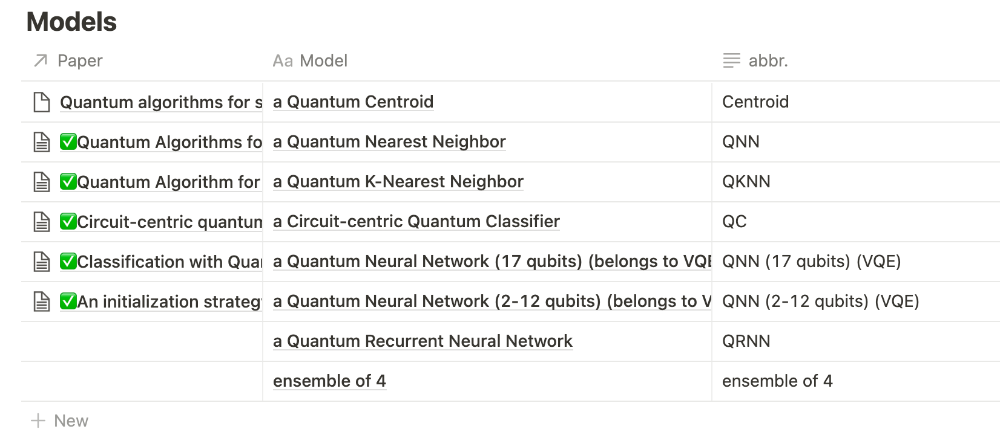 Models
Paper Aa Model abbr.
Quantum algorithms for s a Quantum Centroid Centroid
✅Quantum Algorithms fo a Quantum Nearest Neighbor QNN
✅Quantum Algorithm for a Quantum K-Nearest Neighbor QKNN
✅Circuit-centric quantum a Circuit-centric Quantum Classifier QC
✅Classification with Quan a Quantum Neural Network (17 qubits) (belongs to VQE QNN (17 qubits) (VQE)
✅An initialization strategy a Quantum Neural Network (2-12 qubits) (belongs to V QNN (2-12 qubits) (VQE)
a Quantum Recurrent Neural Network QRNN
ensemble of 4 ensemble of 4
+ New